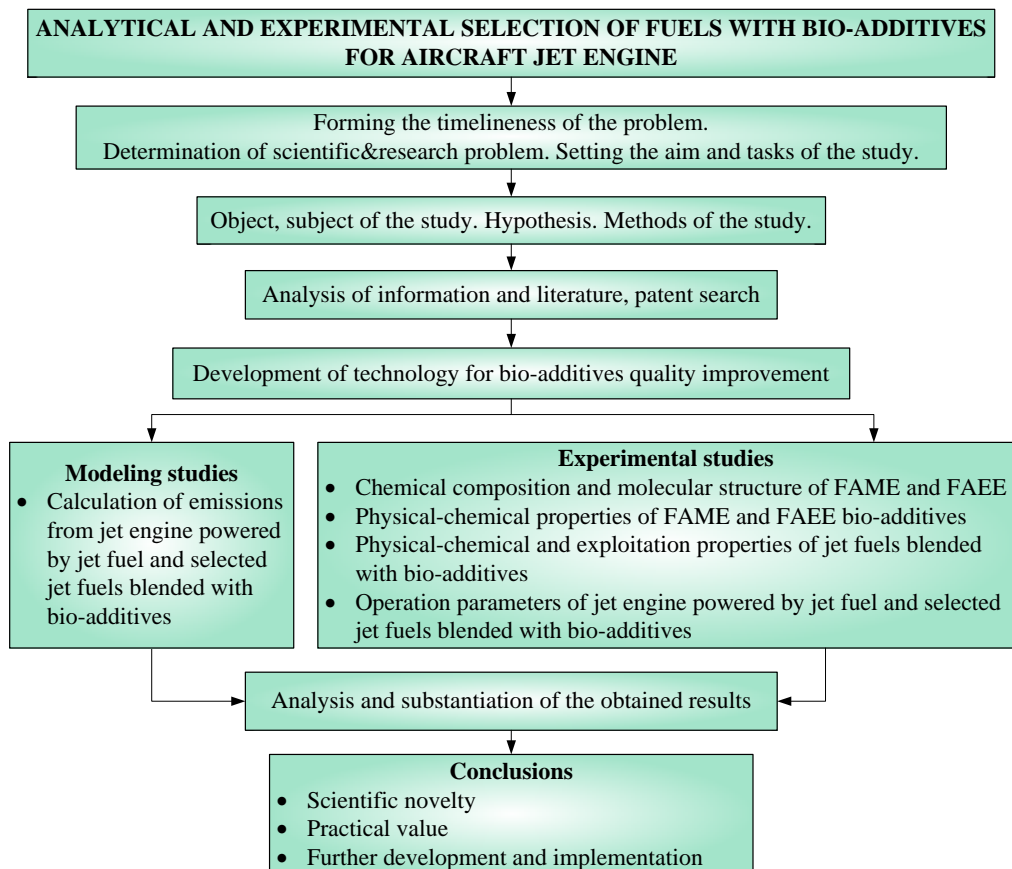 ANALYTICAL AND EXPERIMENTAL SELECTION OF FUELS WITH BIO-ADDITIVES
FOR AIRCRAFT JET ENGINE
Forming the timelineness of the problem.
Determination of scientific&research problem. Setting the aim and tasks of the study.
Object, subject of the study. Hypothesis. Methods of the study.
Analysis of information and literature, patent search
Development of technology for bio-additives quality improvement
Modeling studies
• Calculation of emissions
from jet engine powered
by jet fuel and selected
jet fuels blended with
bio-additives
Experimental studies
• Chemical composition and molecular structure of FAME and FAEE
• Physical-chemical properties of FAME and FAEE bio-additives
• Physical-chemical and exploitation properties of jet fuels blended
with bio-additives
• Operation parameters of jet engine powered by jet fuel and selected
jet fuels blended with bio-additives
Analysis and substantiation of the obtained results
Conclusions
• Scientific novelty
• Practical value
• Further development and implementation